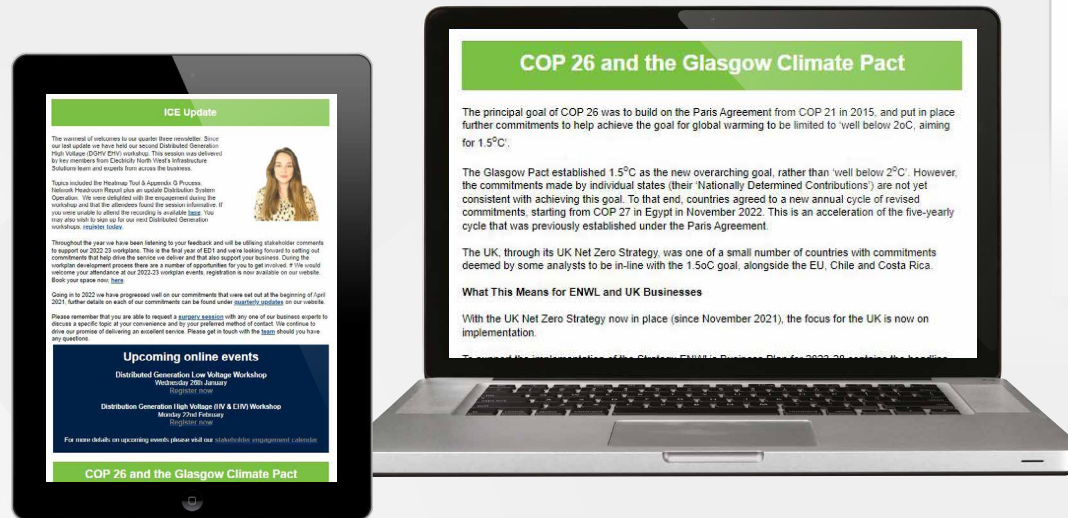 ICE Update
The warmest of welcomes to our quarter three newsletter. Since
our last update we have held our second Distributed Generation
High Voltage (DGHV EHV) workshop. This session was delivered
by key members from Electricity North West's Infrastructure
Solutions team and experts from across the business.
Topics included the Heatmap Tool & Appendix G Process,
Network Headroom Report plus an update Distribution System
Operation. We were delighted with the engagement during the
workshop and that the attendees found the session informative. If
you were unable to attend the recording is available here. You
may also wish to sign up for our next Distributed Generation
workshops, register today.
Throughout the year we have been listening to your feedback and will be utilising stakeholder comments
to support our 2022-23 workplans. This is the final year of ED1 and we're looking forward to setting out
commitments that help drive the service we deliver and that also support your business. During the
workplan development process there are a number of opportunities for you to get involved. # We would
welcome your attendance at our 2022-23 workplan events, registration is now available on our website.
Book your space now, here.
Going in to 2022 we have progressed well on our commitments that were set out at the beginning of April
2021, further details on each of our commitments can be found under quarterly updates on our website.
Please remember that you are able to request a surgery session with any one of our business experts to
discuss a specific topic at your convenience and by your preferred method of contact. We continue to
drive our promise of delivering an excellent service. Please get in touch with the team should you have
any questions.
Upcoming online events
Distributed Generation Low Voltage Workshop
Wednesday 26th January
Register now
Distribution Generation High Voltage (HV & EHV) Workshop
Monday 22nd February
Register now
For more details on upcoming events please visit our stakeholder engagement calendar
COP 26 and the Glasgow Climate Pact
COP 26 and the Glasgow Climate Pact
The principal goal of COP 26 was to build on the Paris Agreement from COP 21 in 2015, and put in place
further commitments to help achieve the goal for global warming to be limited to 'well below 2oC, aiming
for 1.5⁰C'.
The Glasgow Pact established 1.5⁰C as the new overarching goal, rather than 'well below 2⁰C'. However,
the commitments made by individual states (their 'Nationally Determined Contributions') are not yet
consistent with achieving this goal. To that end, countries agreed to a new annual cycle of revised
commitments, starting from COP 27 in Egypt in November 2022. This is an acceleration of the five-yearly
cycle that was previously established under the Paris Agreement.
The UK, through its UK Net Zero Strategy, was one of a small number of countries with commitments
deemed by some analysts to be in-line with the 1.5oC goal, alongside the EU, Chile and Costa Rica.
What This Means for ENWL and UK Businesses
With the UK Net Zero Strategy now in place (since November 2021), the focus for the UK is now on
implementation.
To support the implementation of the Strategy ENWL's Business Plan for 2023-28 contains the headline